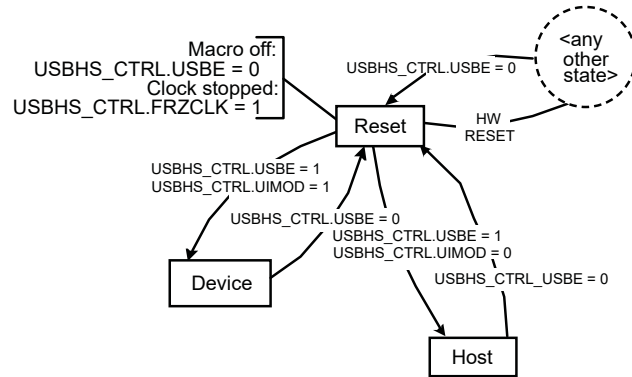 Macro off:
USBHS_CTRL.USBE = 0
Clock stopped:
USBHS_CTRL.FRZCLK = 1
<any
other
state>
USBHS_CTRL.USBE = 0
HW
RESET
Reset
USBHS_CTRL.USBE = 1
USBHS_CTRL.UIMOD = 1
USBHS_CTRL.USBE = 0
USBHS_CTRL.USBE = 1
USBHS_CTRL.UIMOD = 0
USBHS_CTRL_USBE = 0
Device
Host